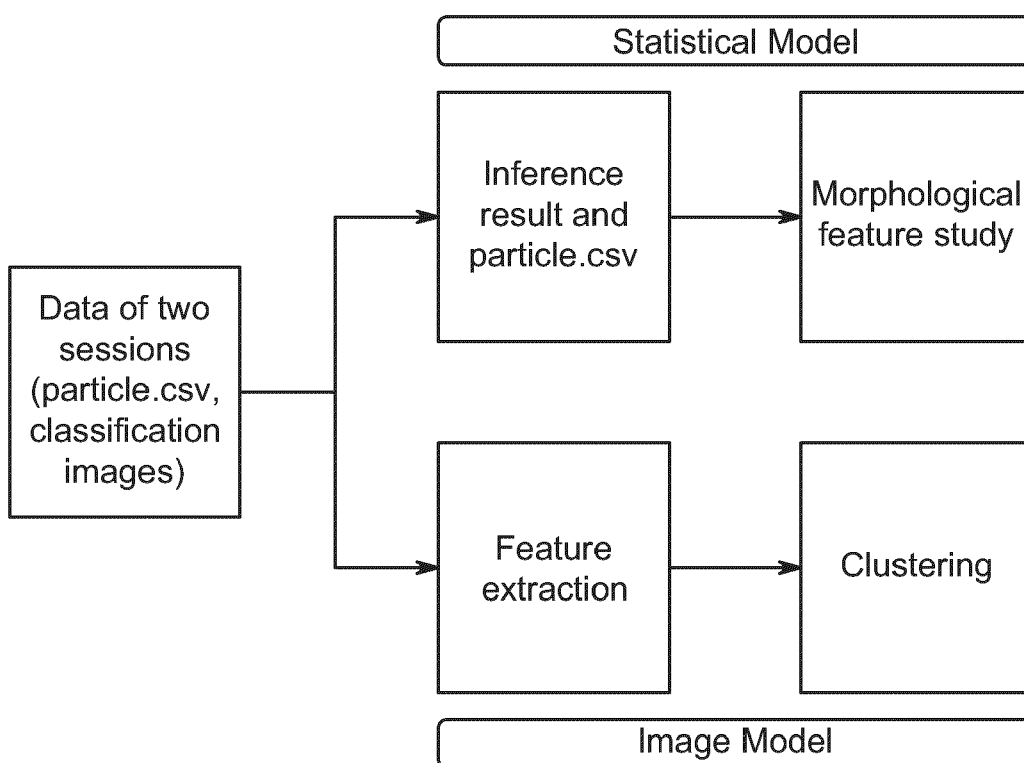 Statistical Model
Inference
result and
particle.csv
Morphological
feature study
Data of two
sessions
(particle.csv,
classification
images)
Feature
extraction
Clustering
Image Model